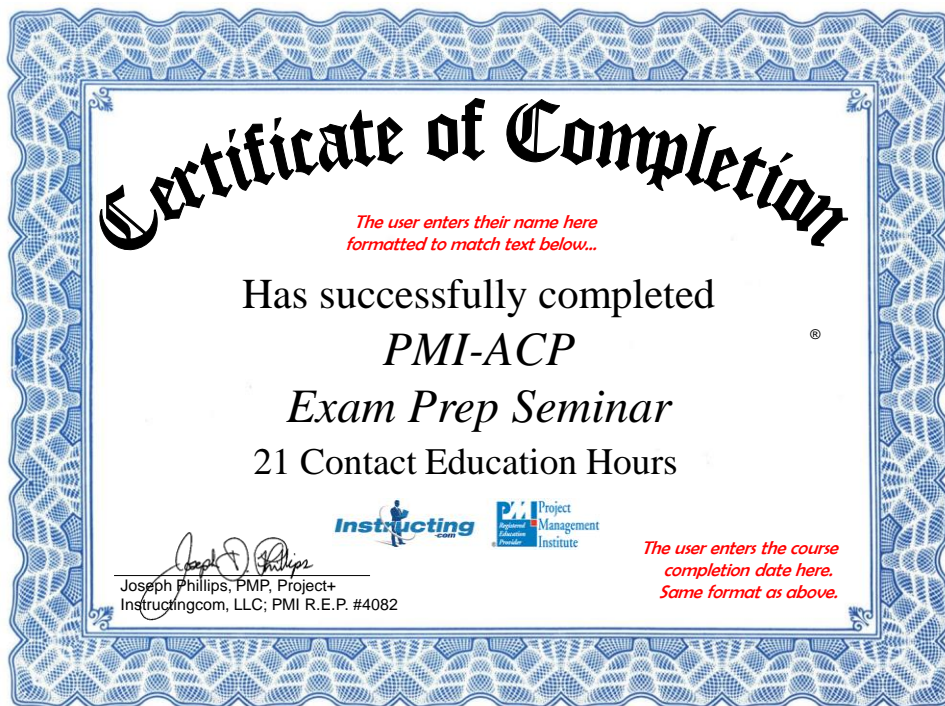 Certificate of Completion
The user enters their name here
formatted to match text below...
Has successfully completed
®
PMI-ACP
Exam Prep Seminar
21 Contact Education Hours
Instructing
.com
PMI
Registered
Education
Provider
®
Project
Management
Institute
Joseph P. Phillips
Joseph Phillips, PMP, Project+
Instructingcom, LLC; PMI R.E.P. #4082
The user enters the course
completion date here.
Same format as above.